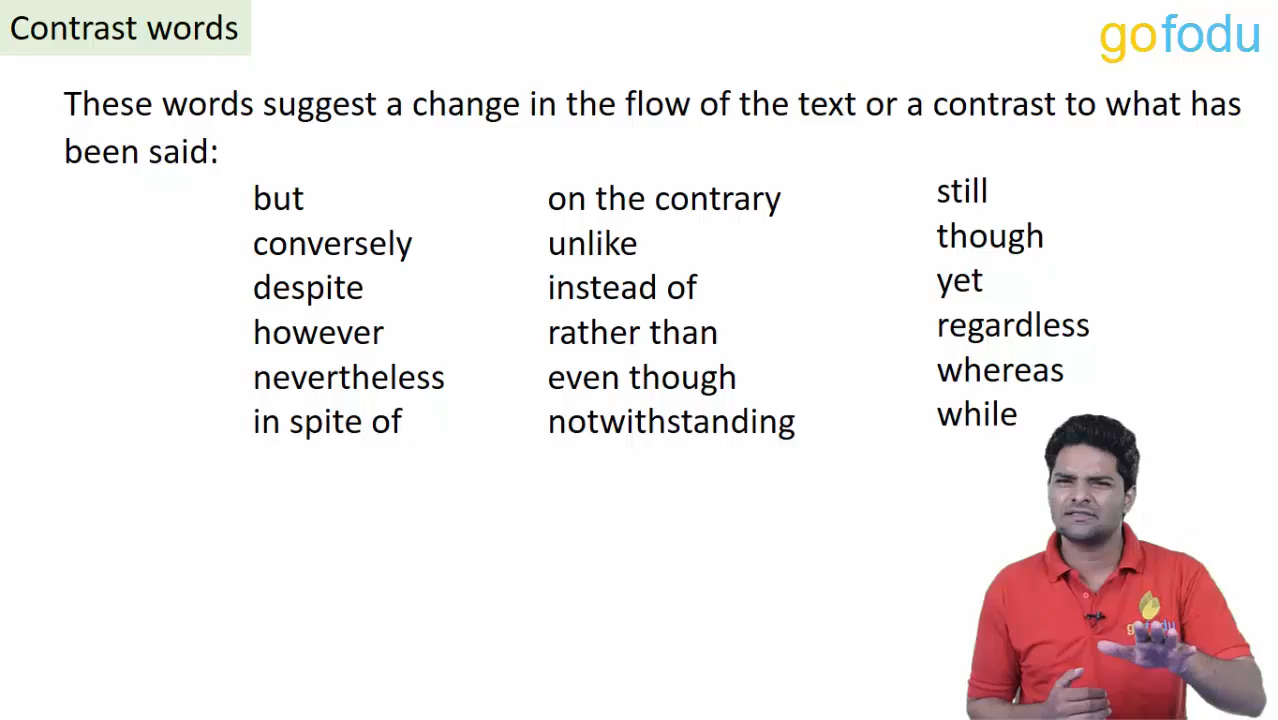 Contrast words
gofodu
These words suggest a change in the flow of the text or a contrast to what has
been said:
but
conversely
despite
however
nevertheless
in spite of
on the contrary
unlike
instead of
rather than
even though
notwithstanding
still
though
yet
regardless
whereas
while
gofodu